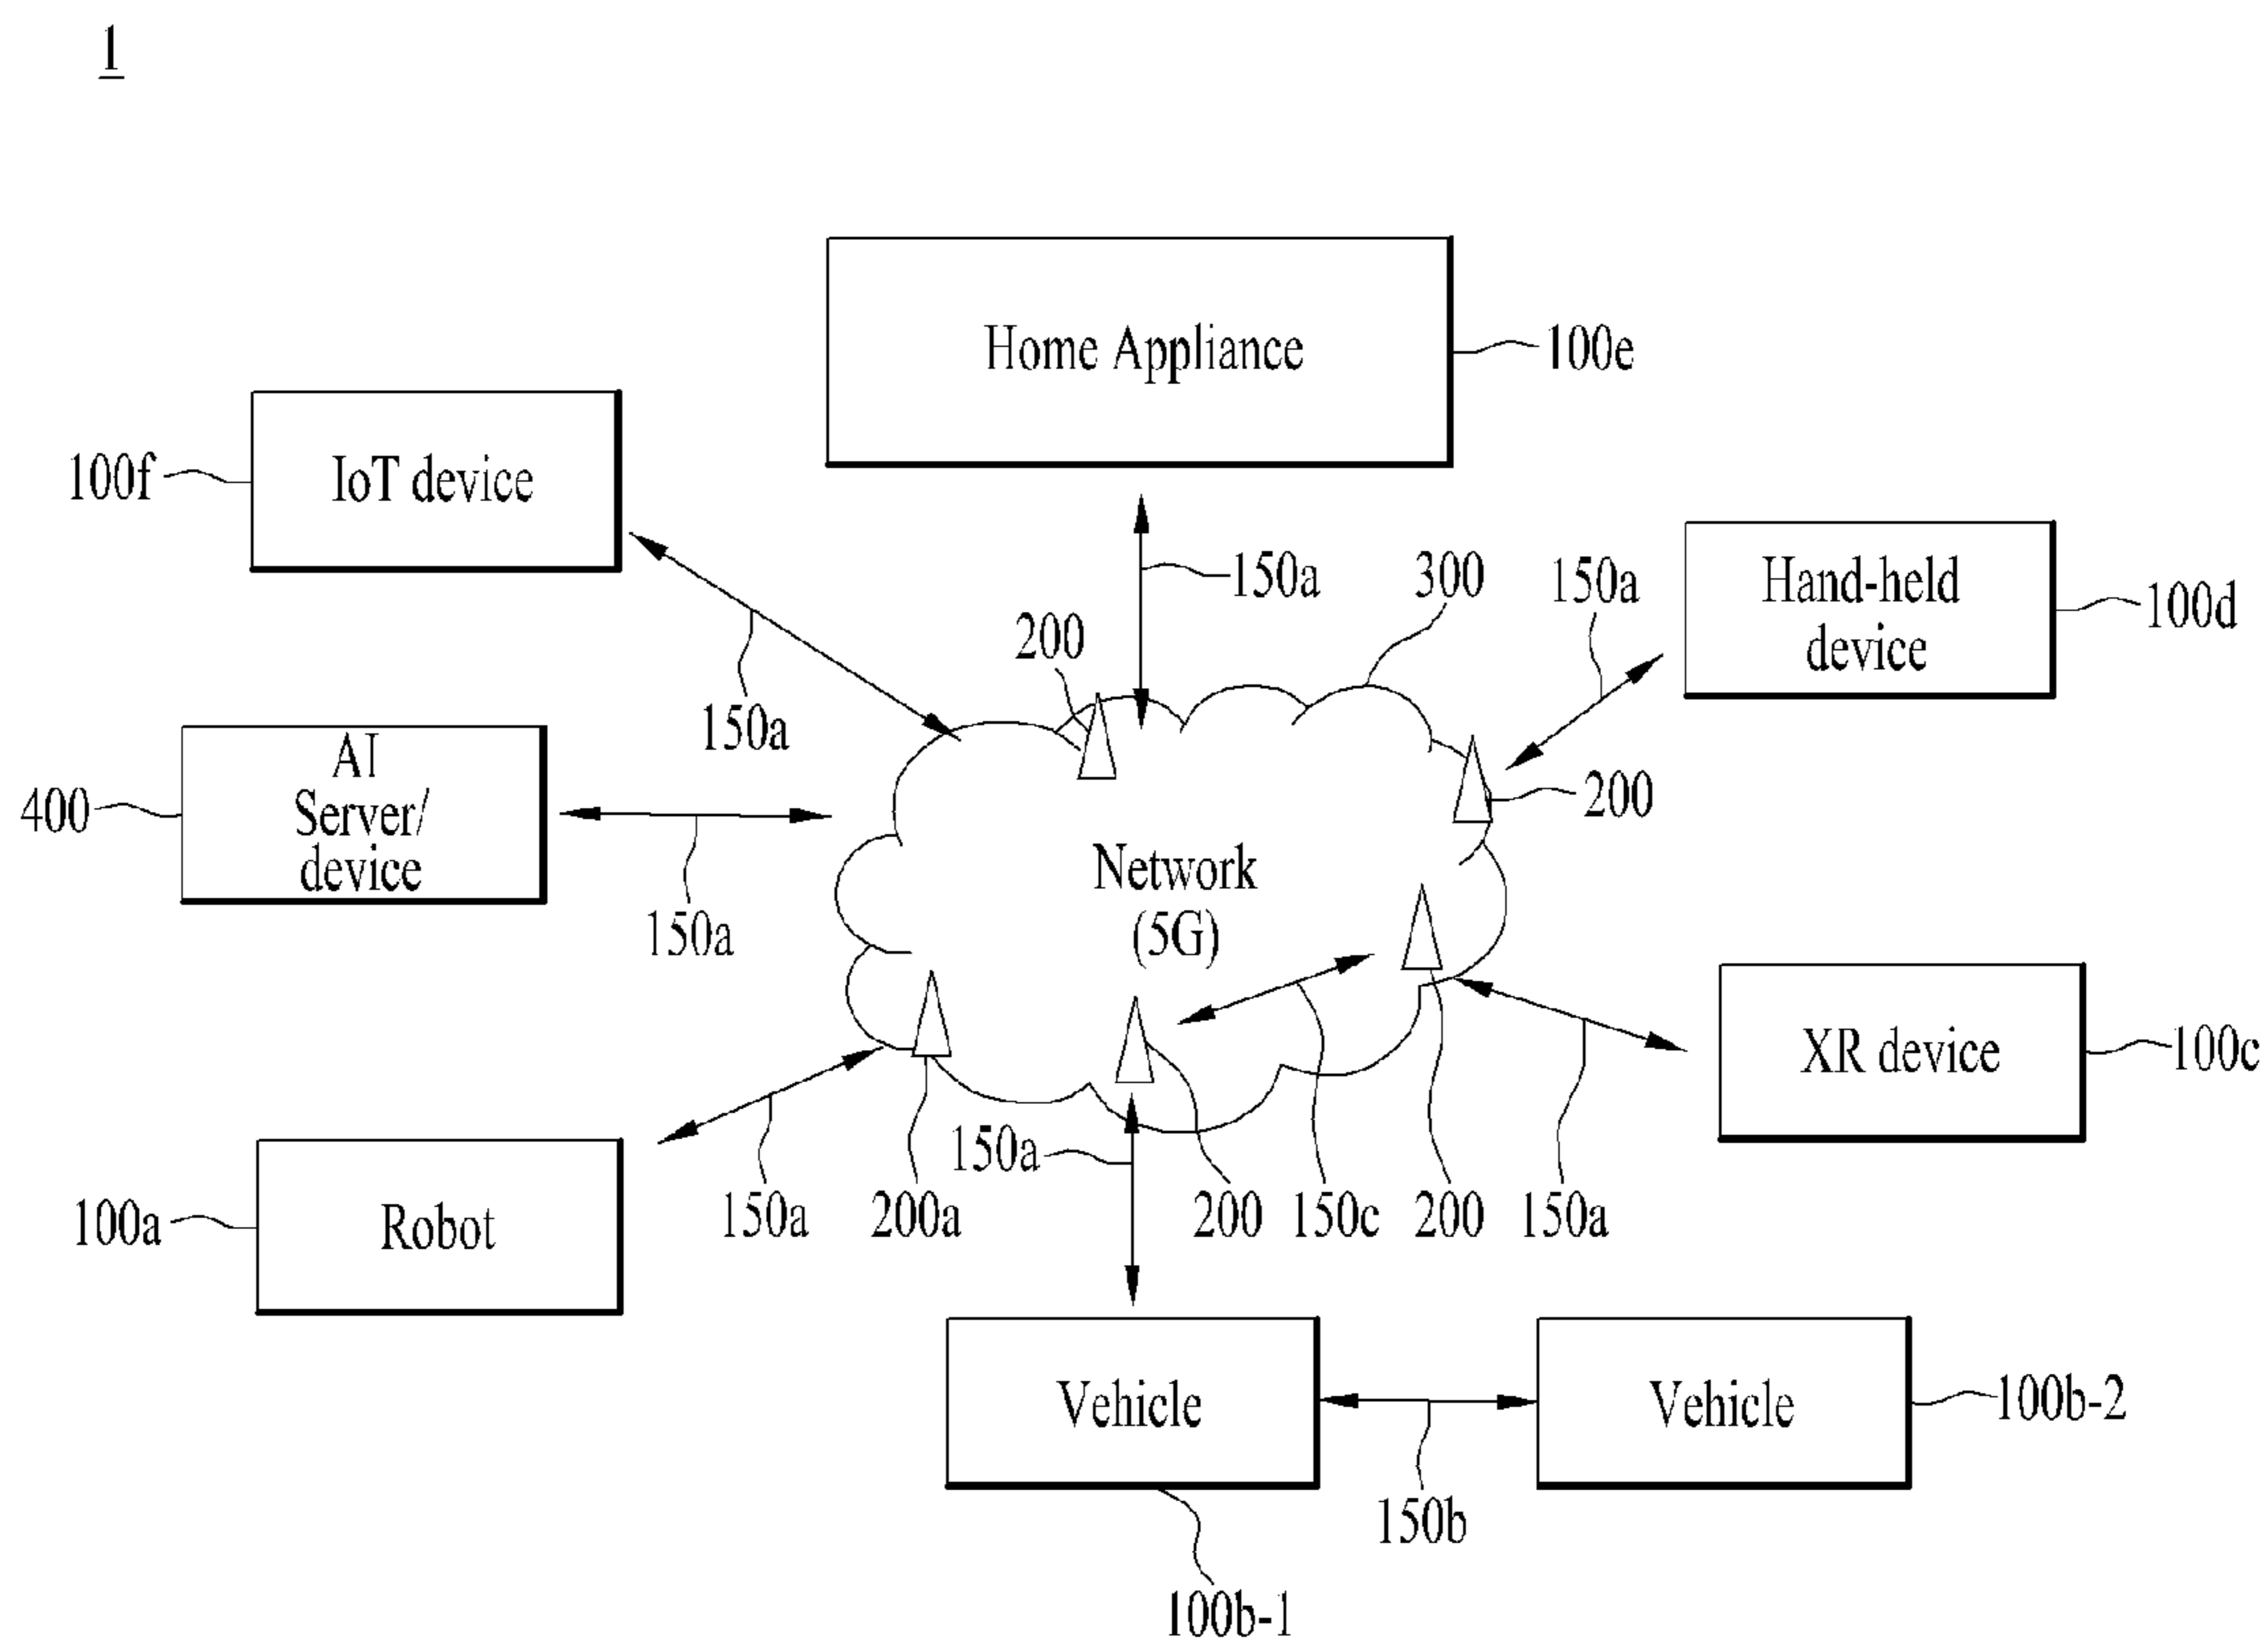 1
Home Appliance
100e
IoT device
100f
150a
300
150a
Hand-held
device
100d
200
150a
AI
Server/
device
400
200
150a
Network
(5G)
XR device
100c
150a
Robot
100a
150a
200a
200
150c
200
150a
Vehicle
Vehicle
100b-2
150b
100b-1